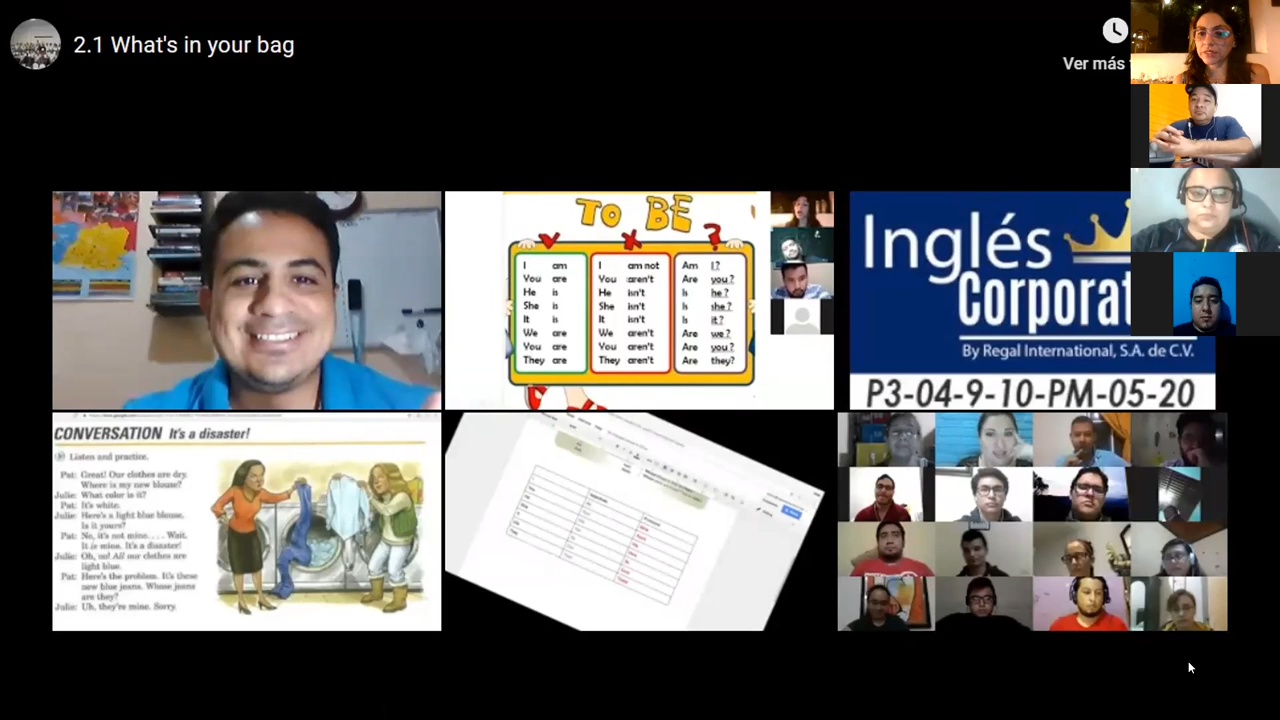 2.1 What's in your bag
Ver más
TO BE
I am
You are
He is
She is
It is
We are
You are
They are
I am not
You aren't
He isn't
She isn't
It isn't
We aren't
You aren't
They aren't
Am I?
Are you?
Is he?
Is she?
Is it?
Are we?
Are you?
Are they?
Inglés
Corporat
By Regal International, S.A. de C.V.
P3-04-9-10-PM-05-20
CONVERSATION It's a disaster!
Listen and practice.
Pat: Great! Our clothes are dry.
Where is my new blouse?
Julie: What color is it?
Pat: It's white.
Julie: Here's a light blue blouse.
Is it yours?
Pat: No, it's not mine.... Wait.
It is mine. It's a disaster!
Julie: Oh, no! All our clothes are
light blue.
Pat: Here's the problem. It's these
new blue jeans. Whose jeans
are they?
Julie: Uh, they're mine. Sorry.